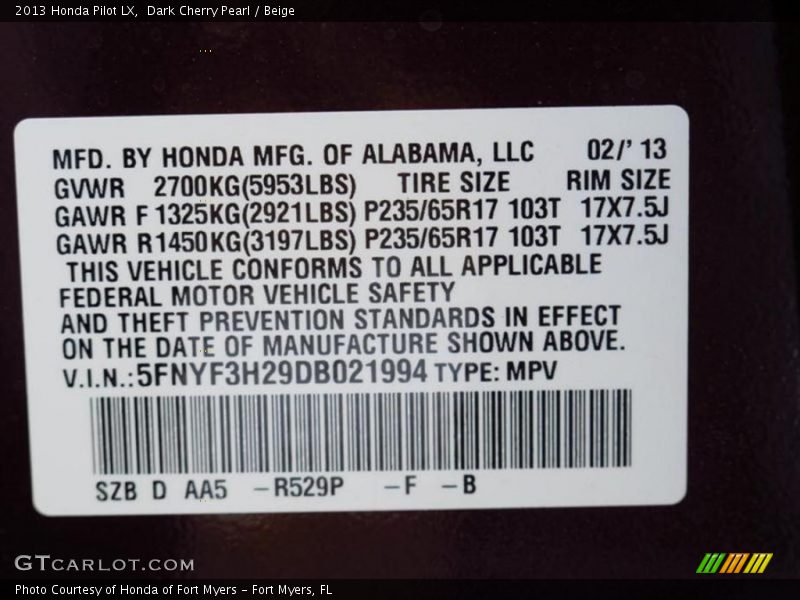 2013 Honda Pilot LX, Dark Cherry Pearl / Beige
MFD. BY HONDA MFG. OF ALABAMA, LLC 02/' 13
GVWR 2700KG(5953LBS) TIRE SIZE RIM SIZE
GAWR F 1325KG(2921LBS) P235/65R17 103T 17X7.5J
GAWR R1450KG(3197LBS) P235/65R17 103T 17X7.5J
THIS VEHICLE CONFORMS TO ALL APPLICABLE
FEDERAL MOTOR VEHICLE SAFETY
AND THEFT PREVENTION STANDARDS IN EFFECT
ON THE DATE OF MANUFACTURE SHOWN ABOVE.
V.I.N.:5FNYF3H29DB021994 TYPE: MPV
SZB D AA5 -R529P -F -B
GTCARLOT.COM
Photo Courtesy of Honda of Fort Myers - Fort Myers, FL